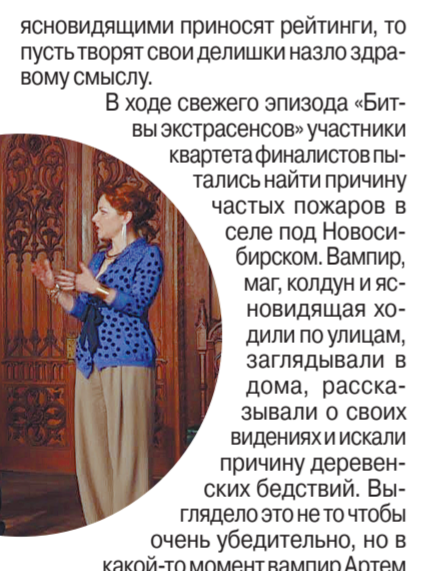 ясновидящими приносят рейтинги, то
пусть творят свои делишки назло здра-
вому смыслу.
В ходе свежего эпизода «Бит-
вы экстрасенсов» участники
квартета финалистов пы-
тались найти причину
частых пожаров в
селе под Новоси-
бирском. Вампир,
маг, колдун и яс-
новидящая хо-
дили по улицам,
заглядывали в
дома, расска-
зывали о своих
видениях и искали
причину деревен-
ских бедствий. Вы-
глядело это не то чтобы
очень убедительно, но в
какой-то момент вампир Артем